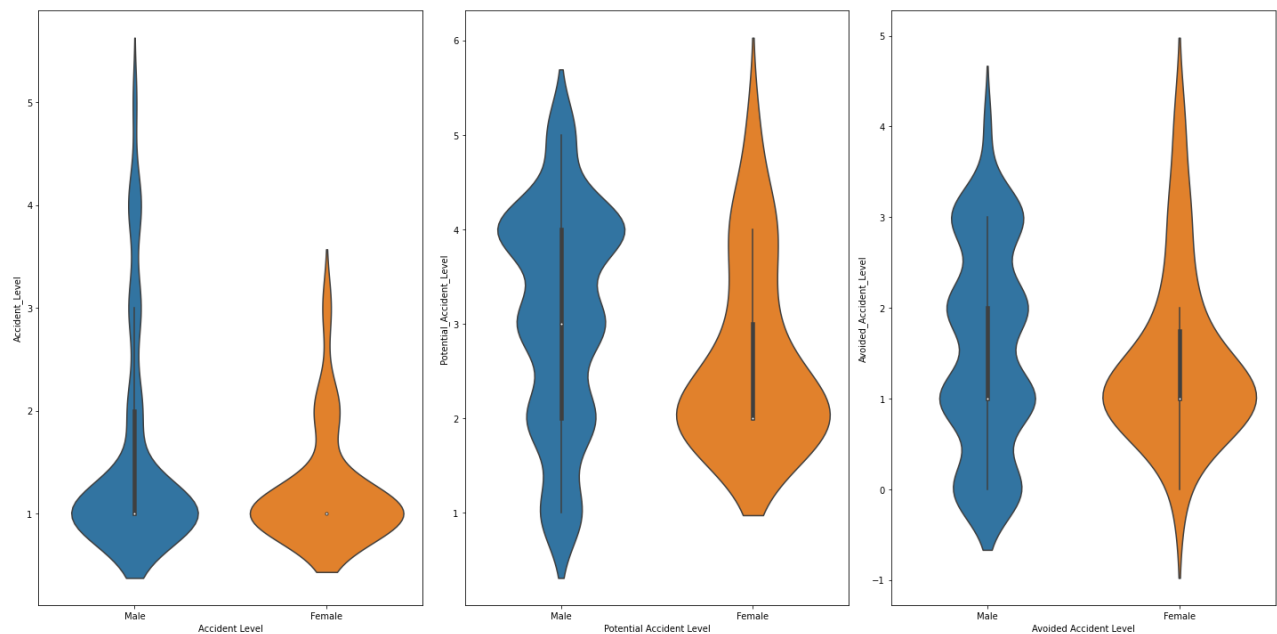 Accident_Level
5
4
3
2
1
Male Female
Accident Level
Potential_Accident_Level
6
5
4
3
2
1
Male Female
Potential Accident Level
Avoided_Accident_Level
5
4
3
2
1
0
−1
Male Female
Avoided Accident Level